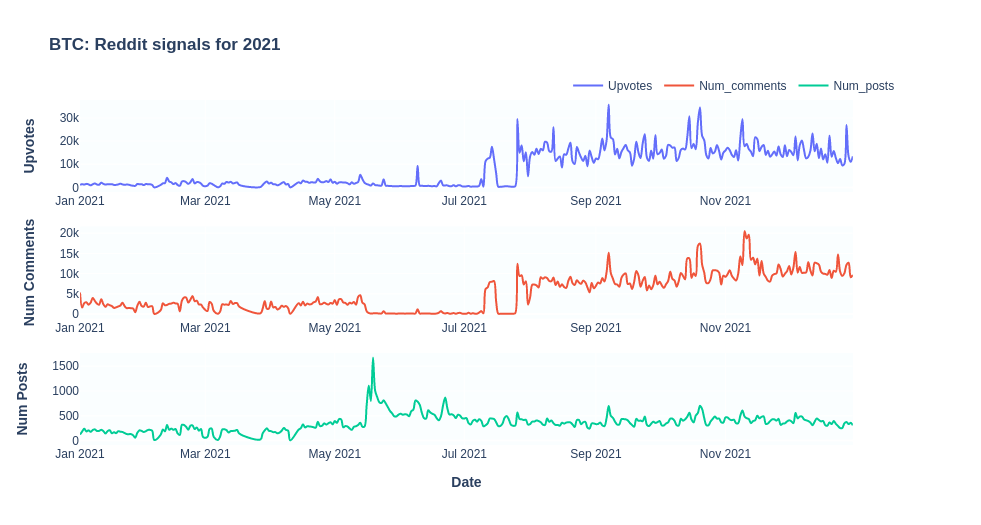 BTC: Reddit signals for 2021
Upvotes Num_comments Num_posts
Upvotes
30k
20k
10k
0
Jan 2021 Mar 2021 May 2021 Jul 2021 Sep 2021 Nov 2021
Num Comments
20k
15k
10k
5k
0
Jan 2021 Mar 2021 May 2021 Jul 2021 Sep 2021 Nov 2021
Num Posts
1500
1000
500
0
Jan 2021 Mar 2021 May 2021 Jul 2021 Sep 2021 Nov 2021
Date